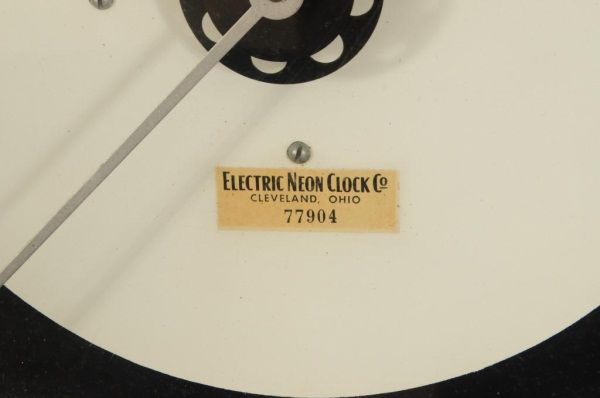 ELECTRIC NEON CLOCK Co
CLEVELAND, OHIO
77904